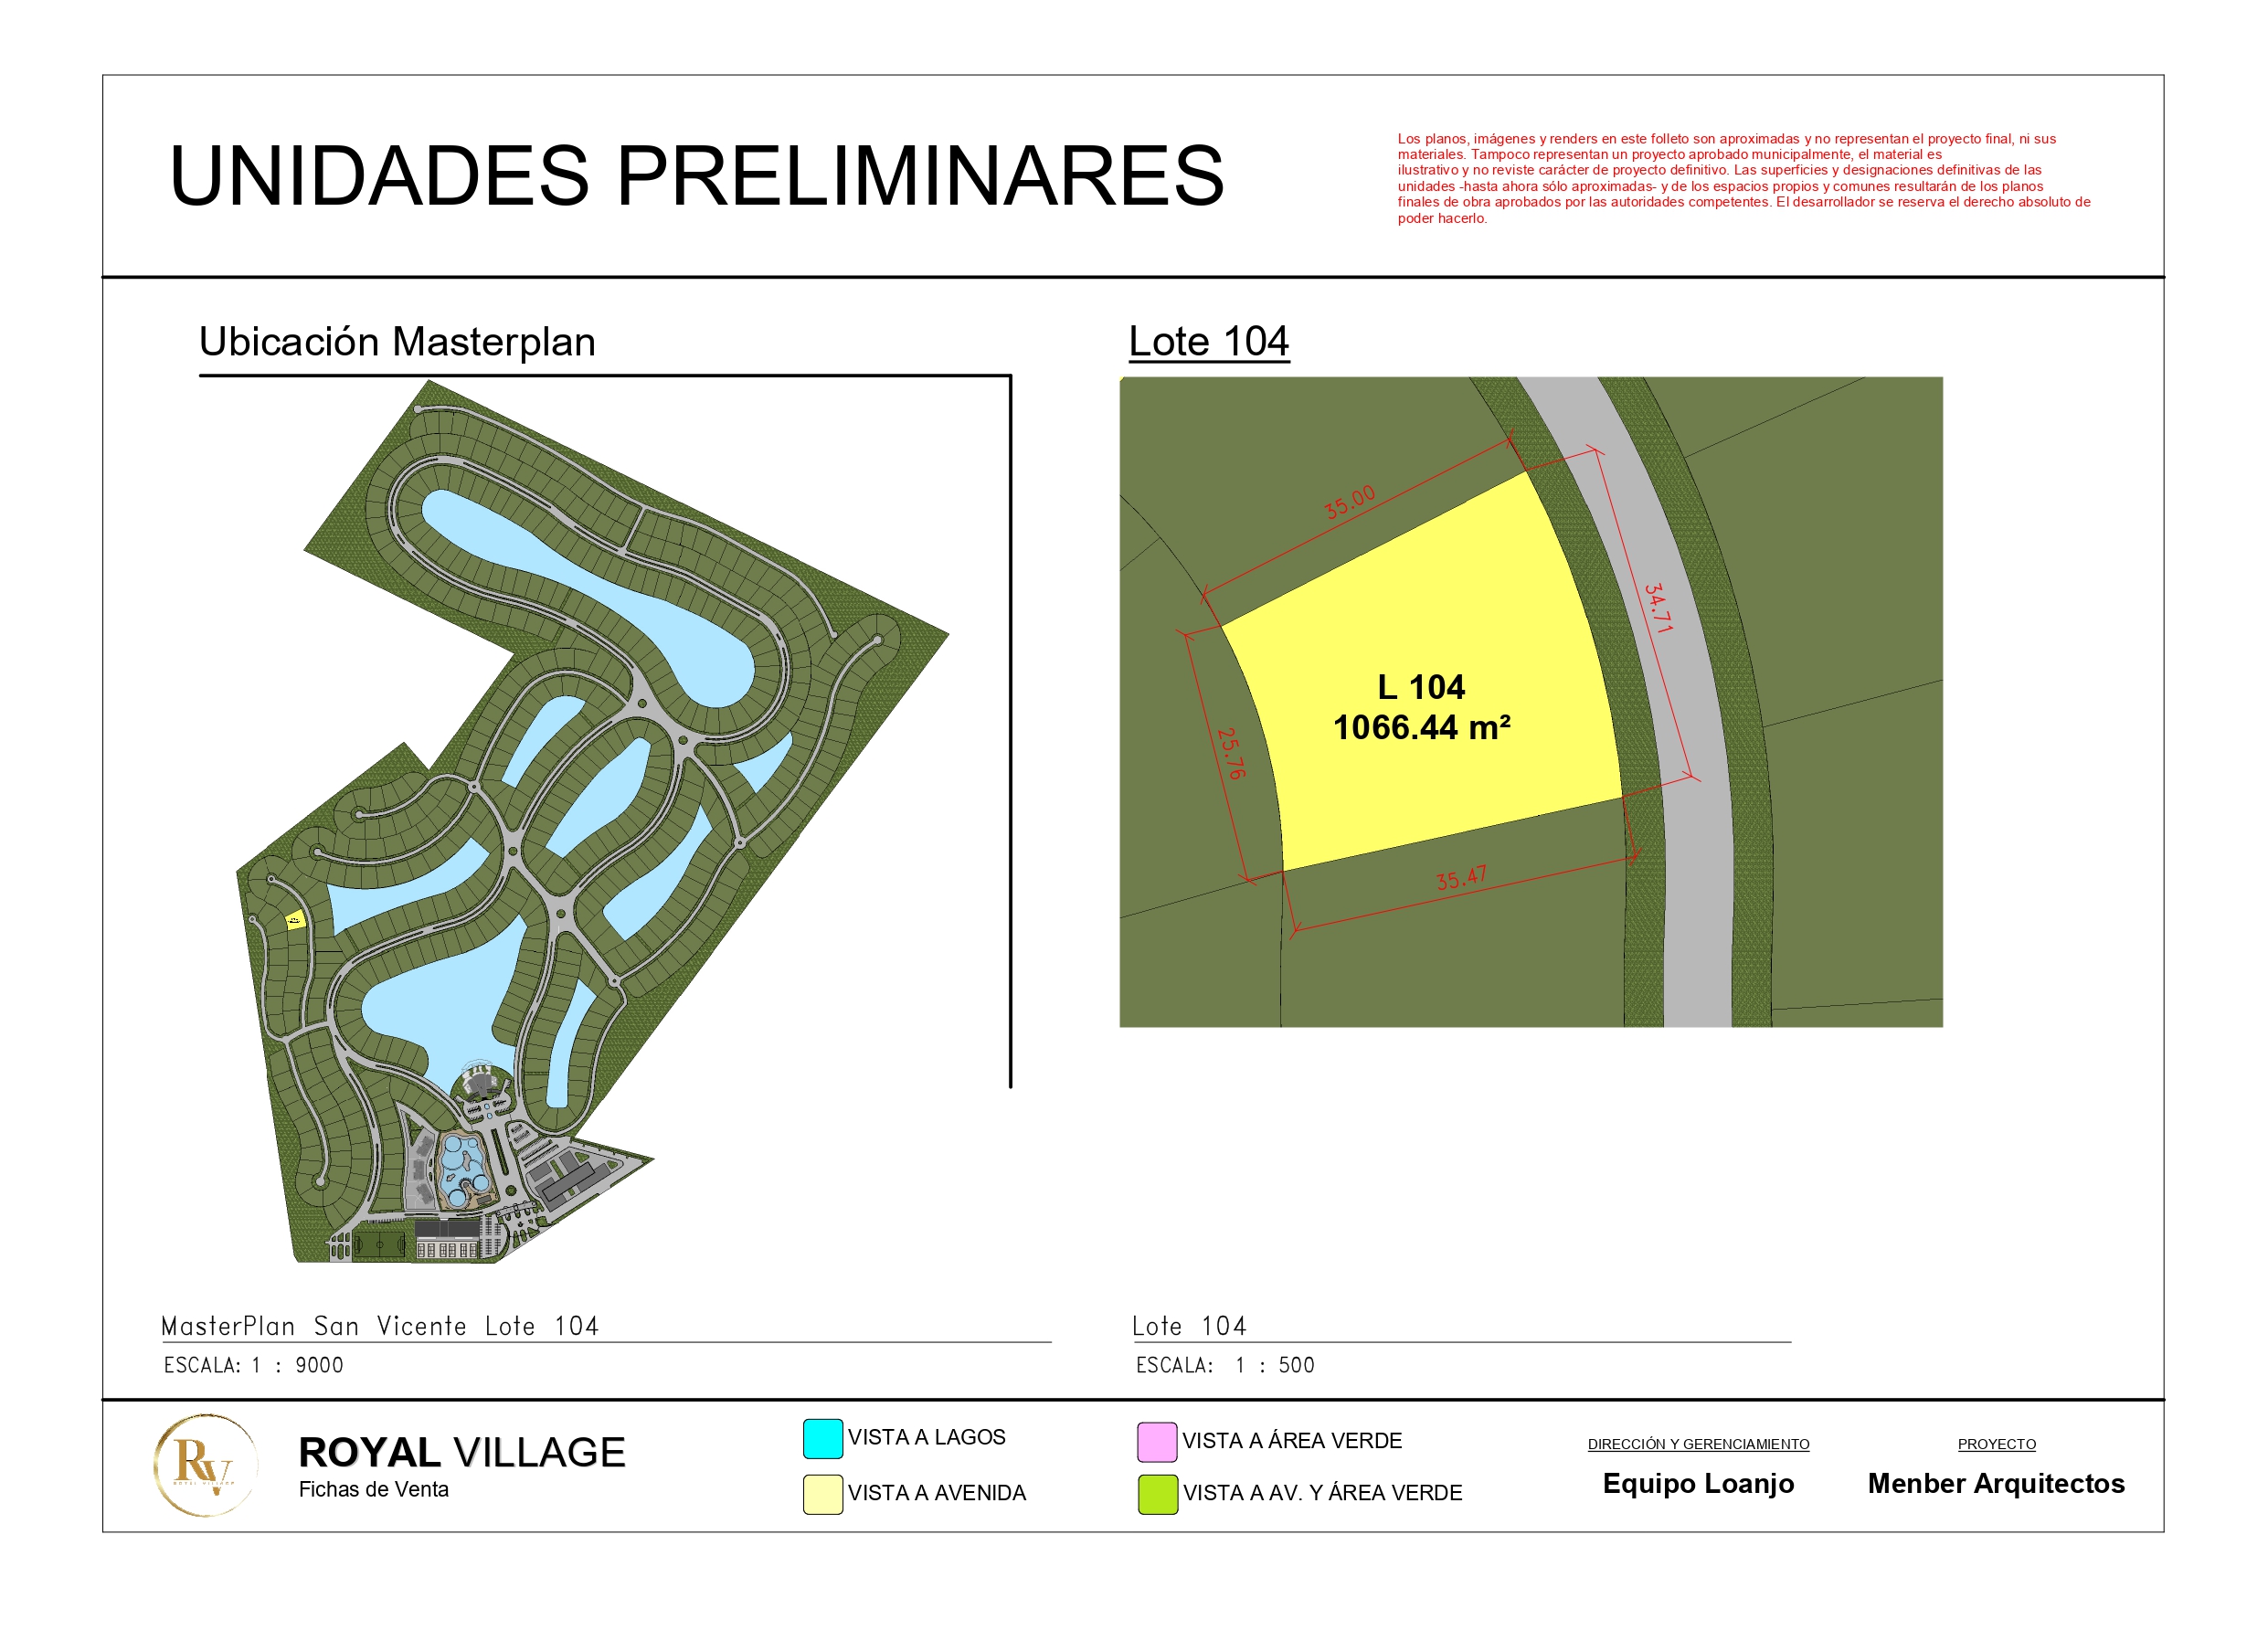 UNIDADES PRELIMINARES
Los planos, imágenes y renders en este folleto son aproximadas y no representan el proyecto final, ni sus
materiales. Tampoco representan un proyecto aprobado municipalmente, el material es
ilustrativo y no reviste carácter de proyecto definitivo. Las superficies y designaciones definitivas de las
unidades -hasta ahora sólo aproximadas- y de los espacios propios y comunes resultarán de los planos
finales de obra aprobados por las autoridades competentes. El desarrollador se reserva el derecho absoluto de
poder hacerlo.
Ubicación Masterplan
Lote 104
35.00
34.71
L 104
1066.44 m²
25.76
35.47
MasterPlan San Vicente Lote 104
ESCALA: 1 : 9000
Lote 104
ESCALA: 1 : 500
RV
ROYAL VILLAGE
ROYAL VILLAGE
Fichas de Venta
VISTA A LAGOS
VISTA A AVENIDA
VISTA A ÁREA VERDE
VISTA A AV. Y ÁREA VERDE
DIRECCIÓN Y GERENCIAMIENTO
Equipo Loanjo
PROYECTO
Menber Arquitectos